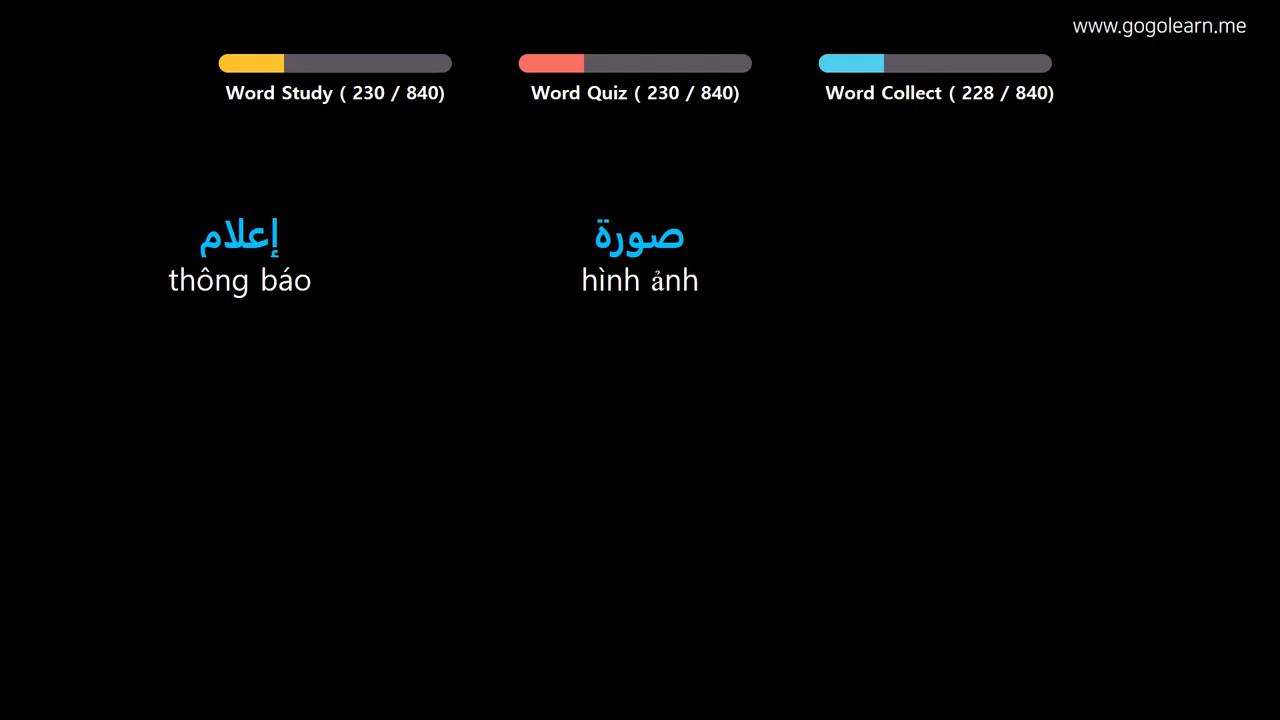 www.gogolearn.me
Word Study ( 230 / 840)
Word Quiz ( 230 / 840)
Word Collect ( 228 / 840)
إعلام
thông báo
صورة
hình ảnh